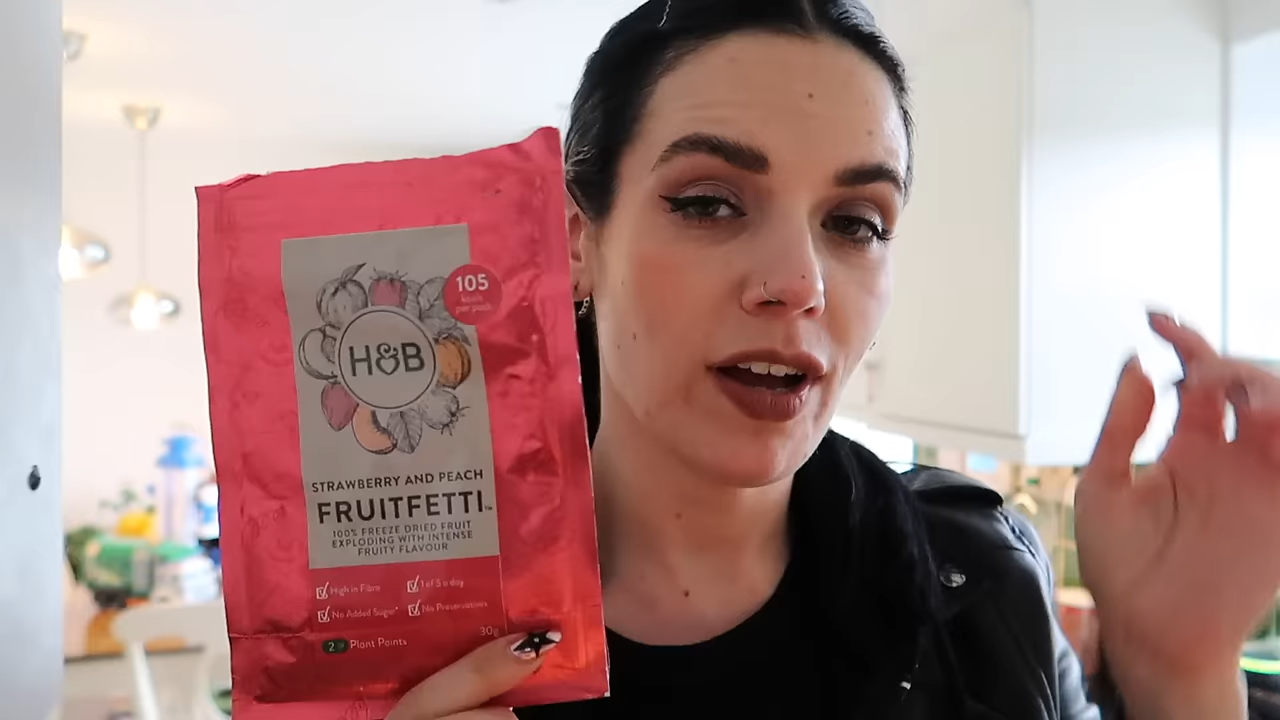 105
kcals
per pack
H&B
STRAWBERRY AND PEACH
FRUITFETTI™
100% FREEZE DRIED FRUIT
EXPLODING WITH INTENSE
FRUITY FLAVOUR
High in Fibre
1 of 5 a day
No Added Sugar*
No Preservatives
2 Plant Points
30g